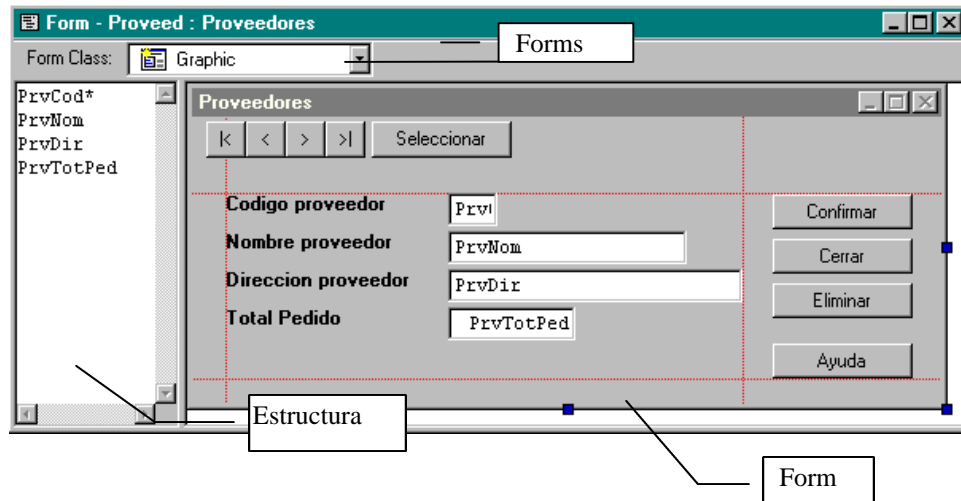 Form - Proveed : Proveedores
Forms
Form Class: Graphic
PrvCod*
PrvNom
PrvDir
PrvTotPed
Proveedores
Seleccionar
Codigo proveedor
Nombre proveedor PrvNom
Direccion proveedor PrvDir
Total Pedido PrvTotPed
Confirmar
Cerrar
Eliminar
Ayuda
Estructura
Form